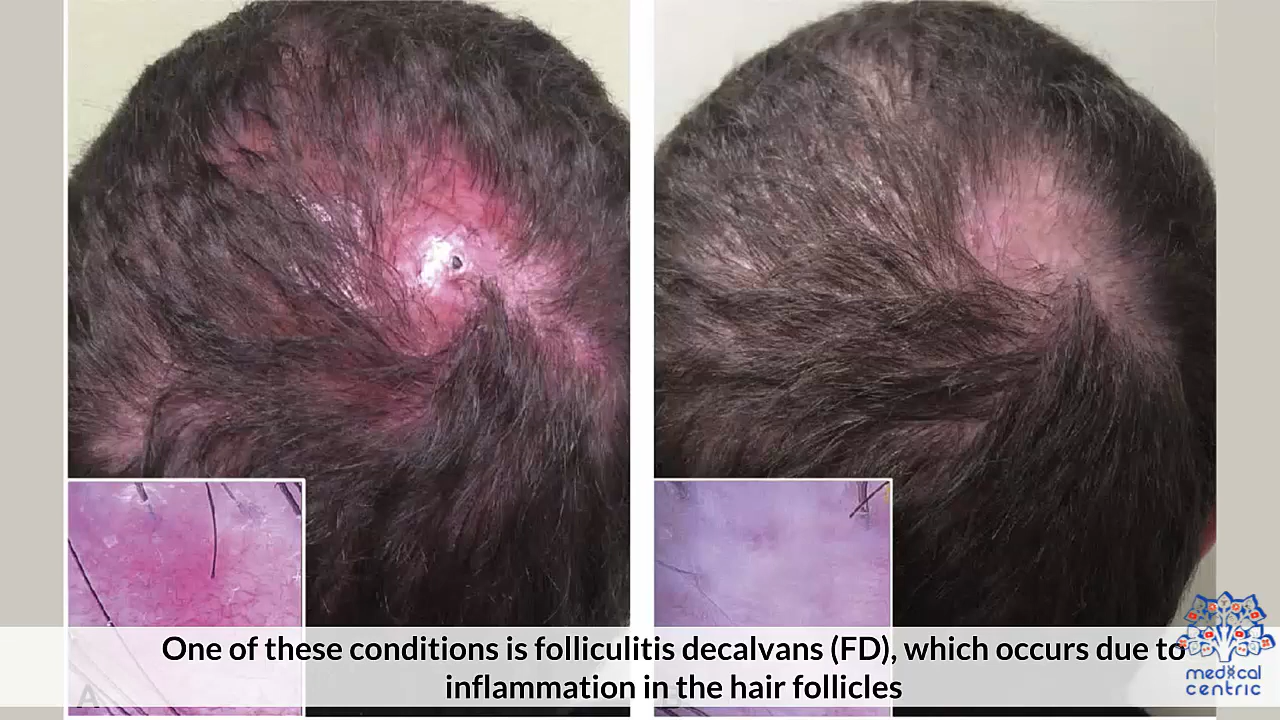 One of these conditions is folliculitis decalvans (FD), which occurs due to
inflammation in the hair follicles
medical
centric
A